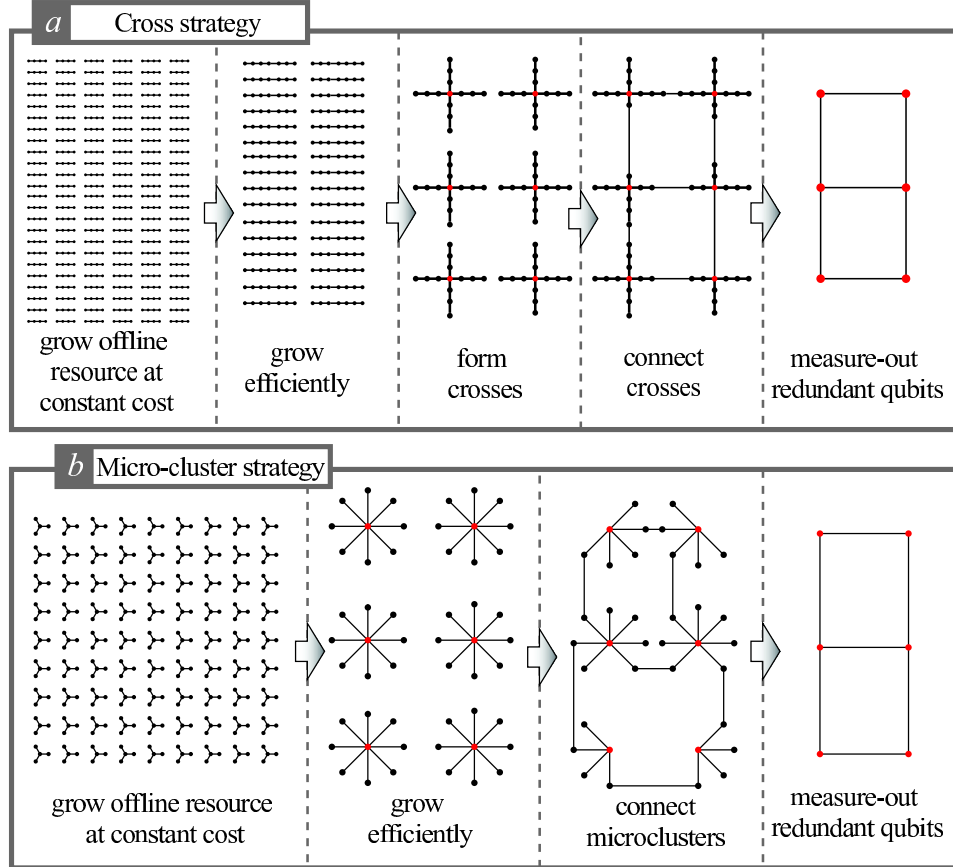 a Cross strategy
grow offline
resource at
constant cost
grow
efficiently
form
crosses
connect
crosses
measure-out
redundant qubits
b Micro-cluster strategy
grow offline resource
at constant cost
grow
efficiently
connect
microclusters
measure-out
redundant qubits